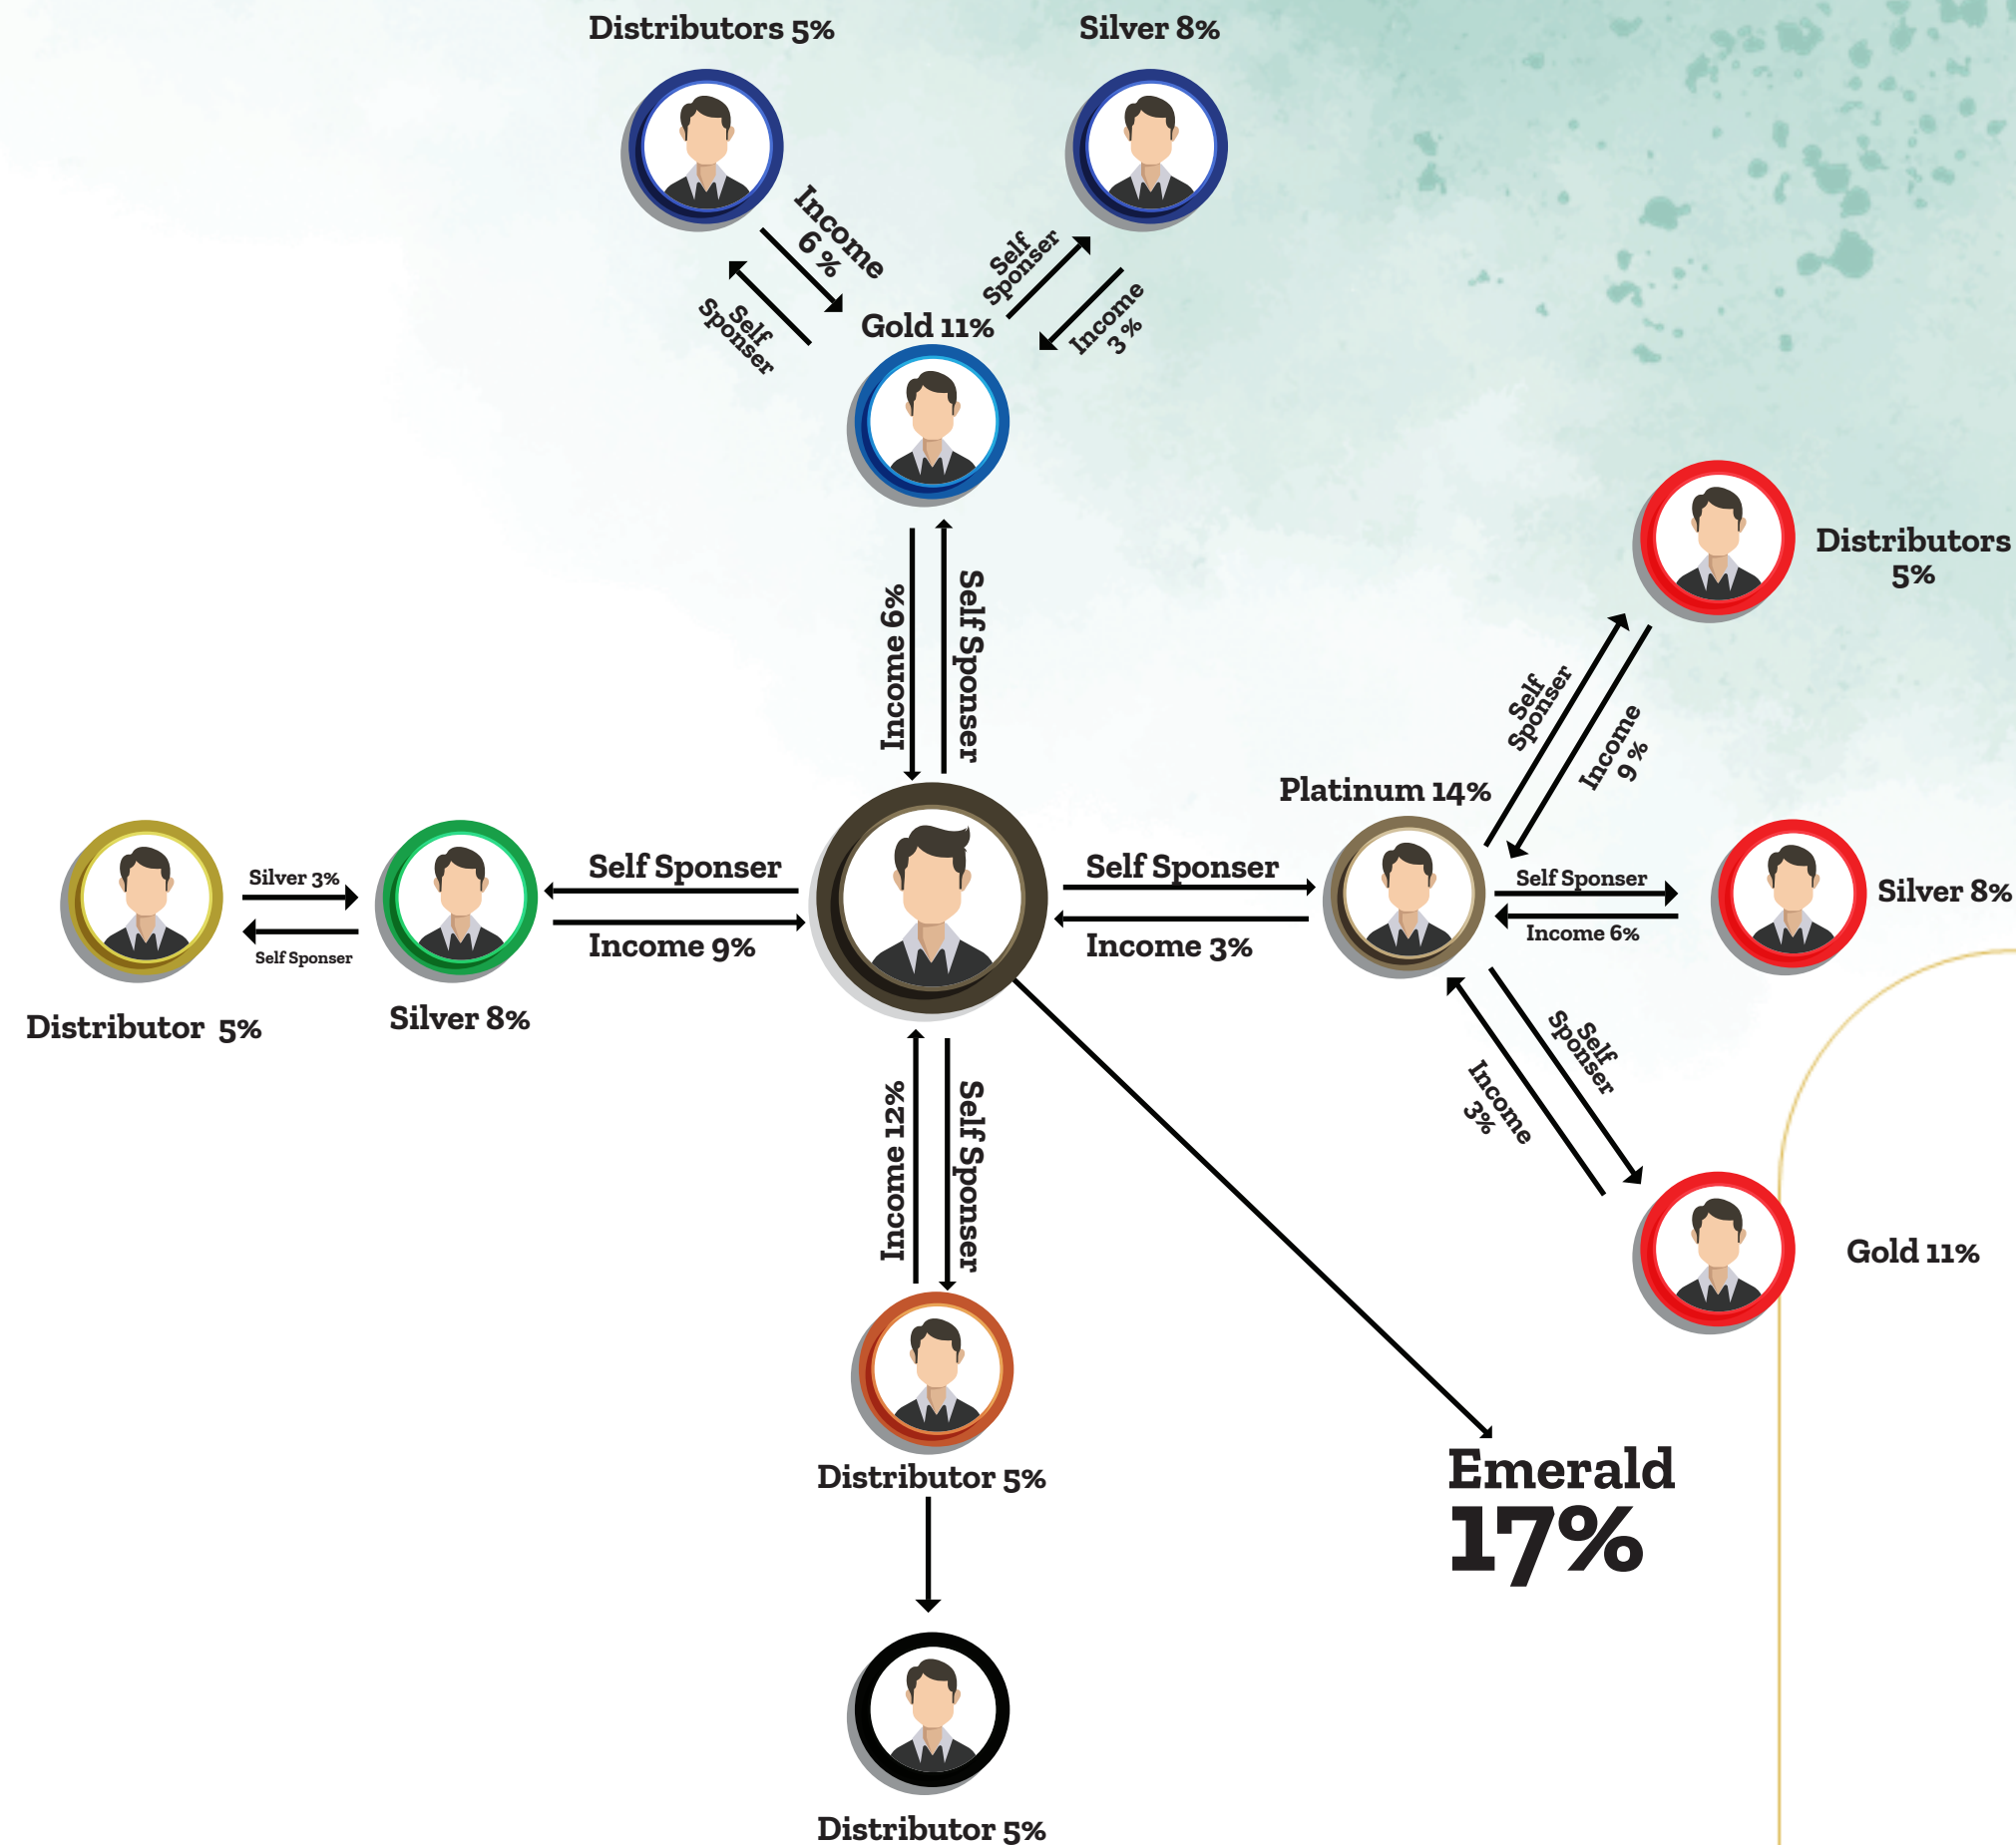 Distributors 5%
Silver 8%
Income
6 %
Self
Sponser
Self
Sponser
Income
3 %
Gold 11%
Income 6%
Self Sponser
Distributors
5%
Self
Sponser
Income
9 %
Platinum 14%
Silver 3%
Self Sponser
Self Sponser
Income 9%
Self Sponser
Income 3%
Self Sponser
Income 6%
Silver 8%
Distributor 5%
Silver 8%
Self
Sponser
Income
3%
Income 12%
Self Sponser
Gold 11%
Distributor 5%
Emerald
17%
Distributor 5%